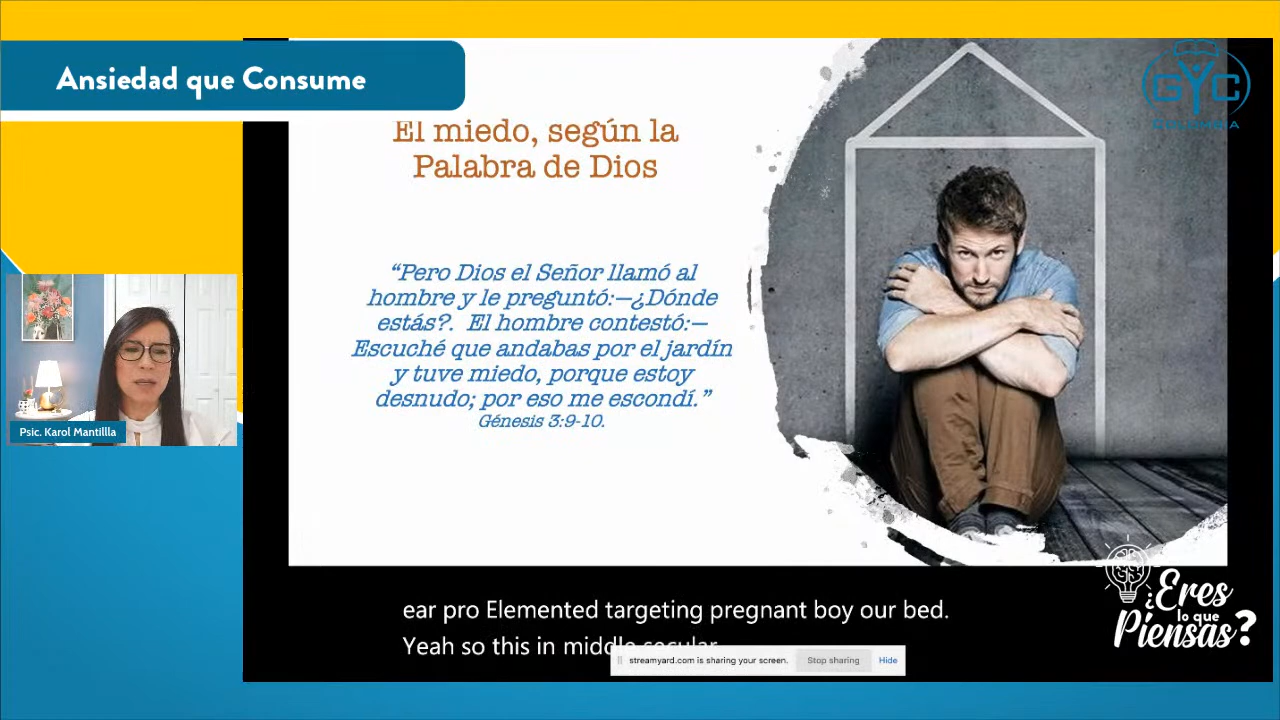 Ansiedad que Consume
GYC
COLOMBIA
El miedo, según la
Palabra de Dios
“Pero Dios el Señor llamó al
hombre y le preguntó:—¿Dónde
estás?. El hombre contestó:—
Escuché que andabas por el jardín
y tuve miedo, porque estoy
desnudo; por eso me escondí.”
Génesis 3:9-10.
Psic. Karol Mantillla
ear pro Elemented targeting pregnant boy our bed.
Yeah so this in middle secular
streamyard.com is sharing your screen. Stop sharing Hide
¿Eres
lo que
Piensas?